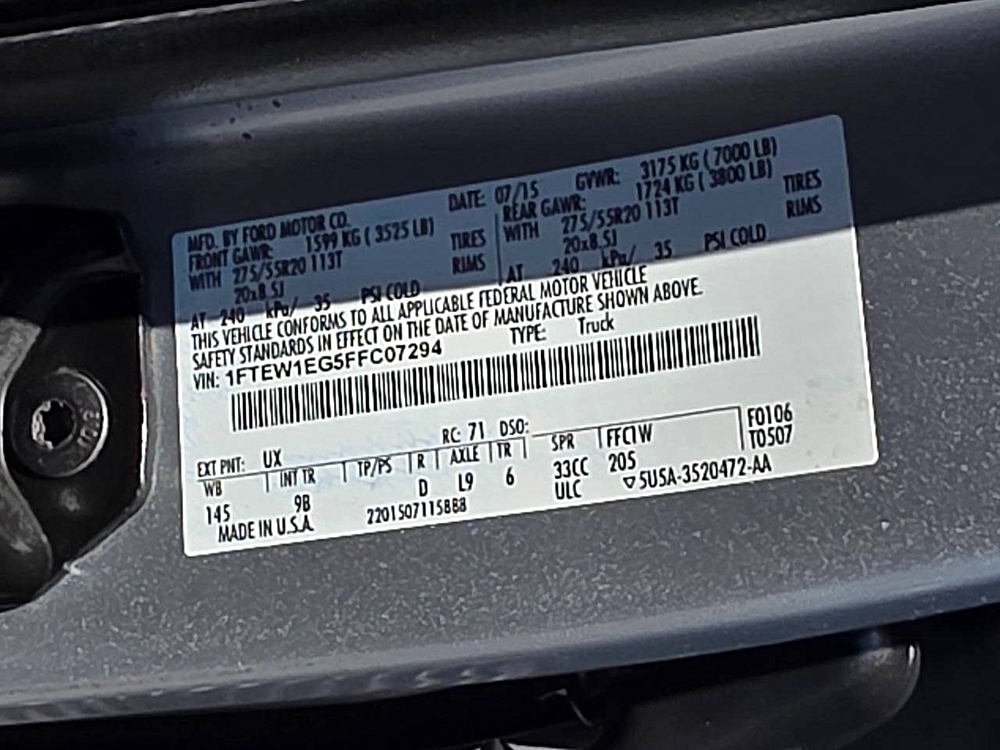 MFD. BY FORD MOTOR CO.
DATE: 07/15
GVWR: 3175 KG ( 7000 LB)
FRONT GAWR: 1599 KG ( 3525 LB)
REAR GAWR: 1724 KG ( 3800 LB)
WITH 275/55R20 113T TIRES
WITH 275/55R20 113T TIRES
20x8.5J RIMS
20x8.5J RIMS
AT 240 kPa/ 35 PSI COLD
AT 240 kPa/ 35 PSI COLD
THIS VEHICLE CONFORMS TO ALL APPLICABLE FEDERAL MOTOR VEHICLE
SAFETY STANDARDS IN EFFECT ON THE DATE OF MANUFACTURE SHOWN ABOVE.
VIN: 1FTEW1EG5FFC07294
TYPE: Truck
EXT PNT: UX RC: 71 DSO:
WB INT TR TP/PS R AXLE TR SPR FFC1W F0106
145 9B D L9 6 33CC 205 T0507
ULC ▽5U5A-3520472-AA
MADE IN U.S.A. 2201507115888